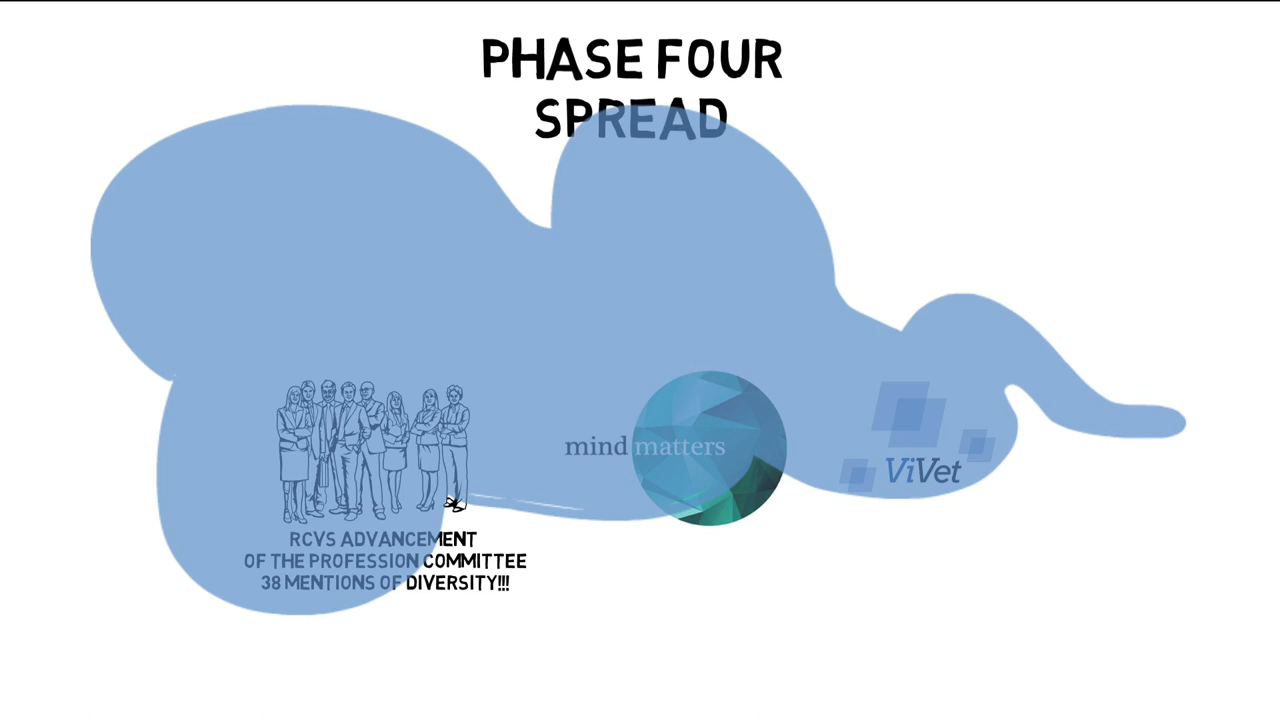 PHASE FOUR
SPREAD
mind matters
ViVet
RCVS ADVANCEMENT
OF THE PROFESSION COMMITTEE
38 MENTIONS OF DIVERSITY!!!